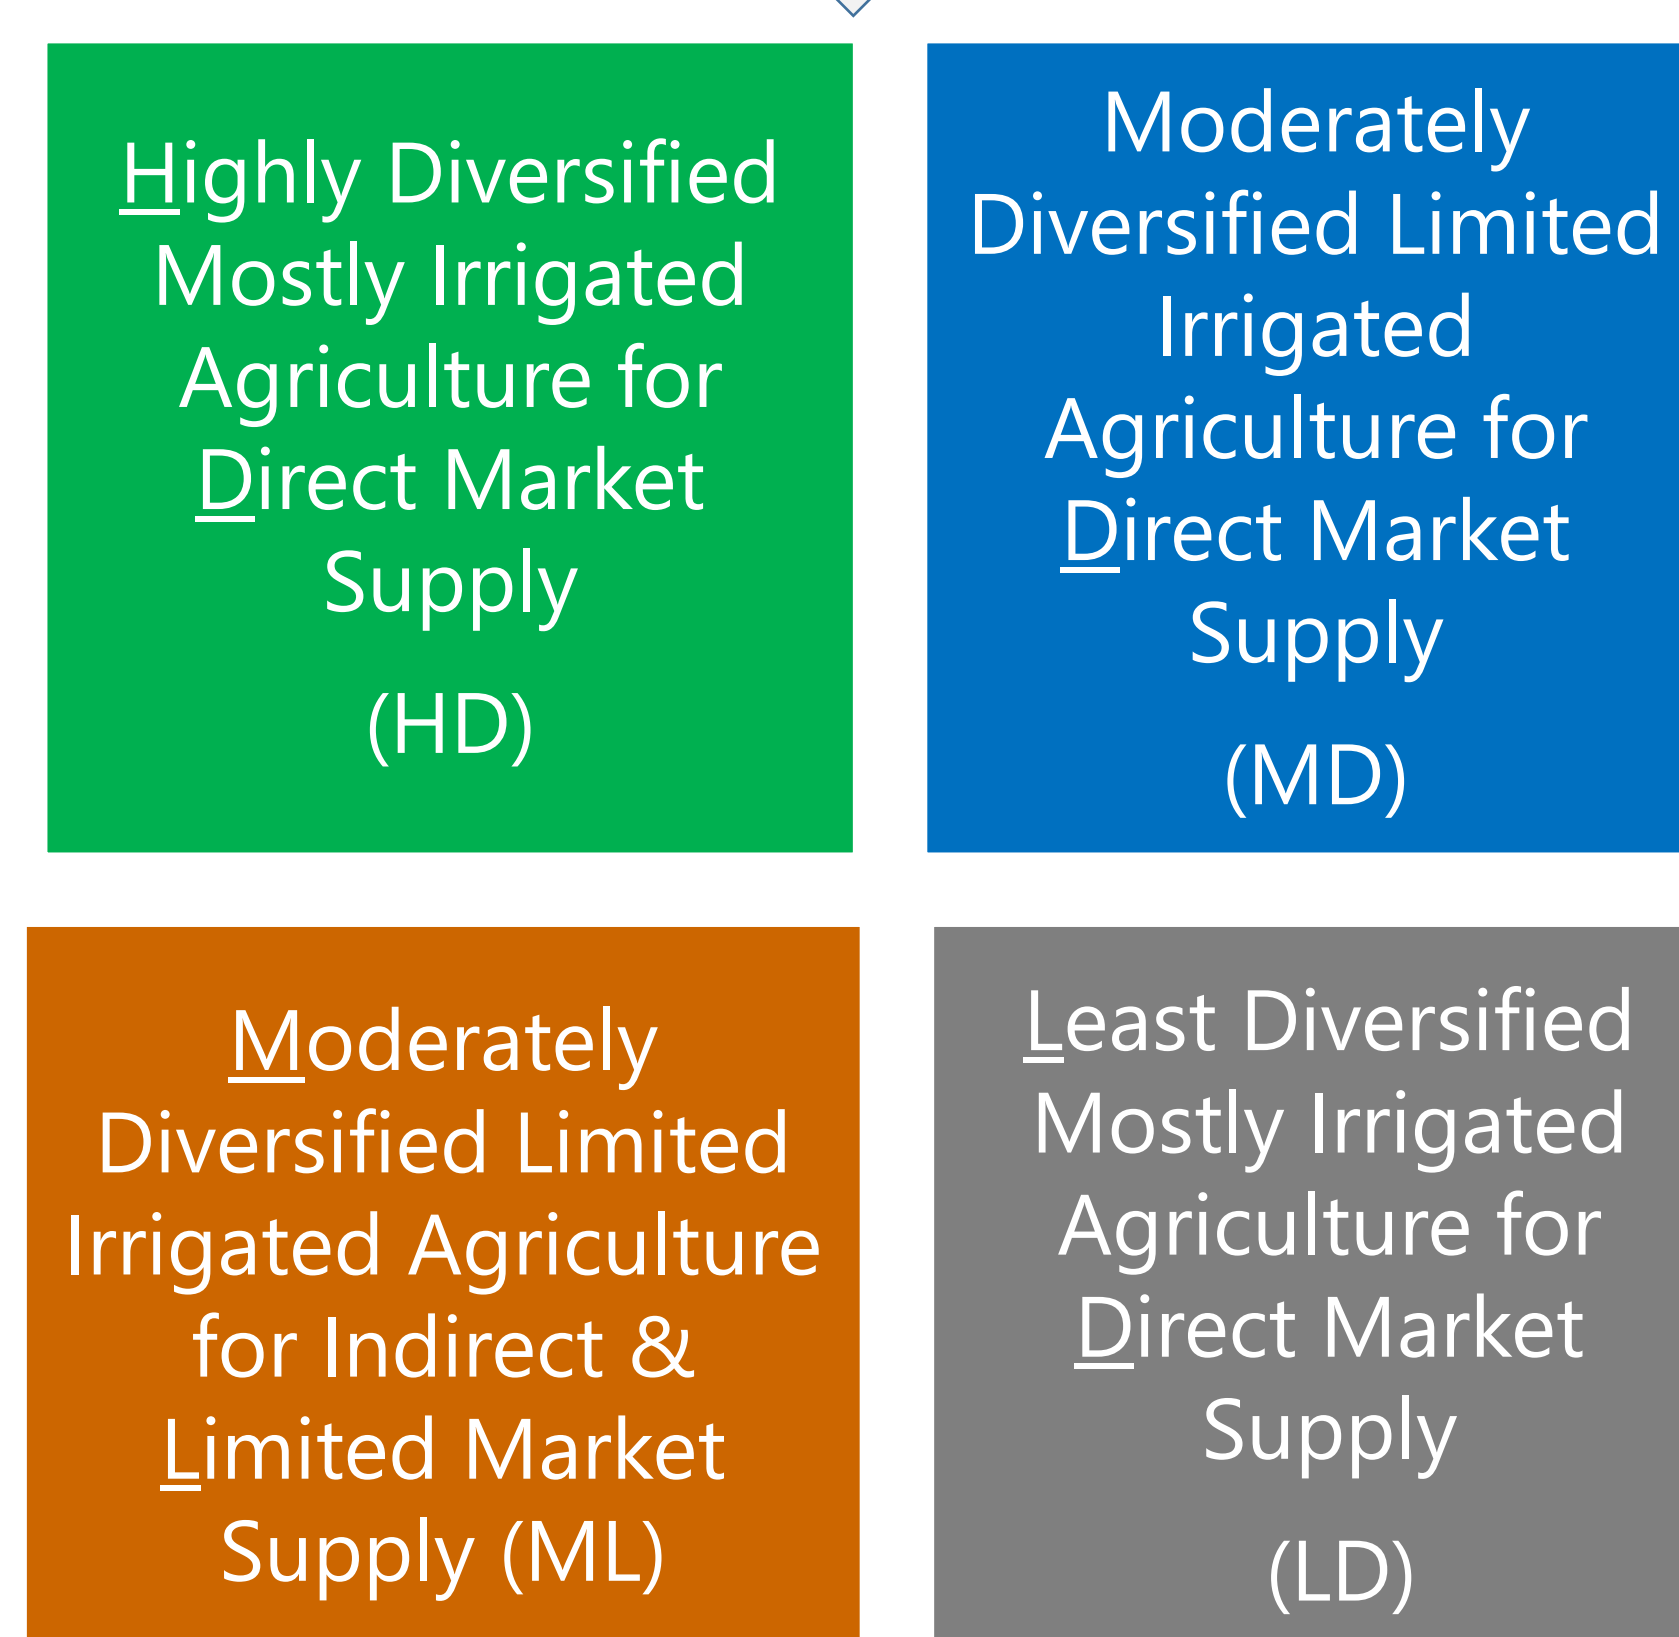 Highly Diversified
Mostly Irrigated
Agriculture for
Direct Market
Supply
(HD)
Moderately
Diversified Limited
Irrigated
Agriculture for
Direct Market
Supply
(MD)
Moderately
Diversified Limited
Irrigated Agriculture
for Indirect &
Limited Market
Supply (ML)
Least Diversified
Mostly Irrigated
Agriculture for
Direct Market
Supply
(LD)